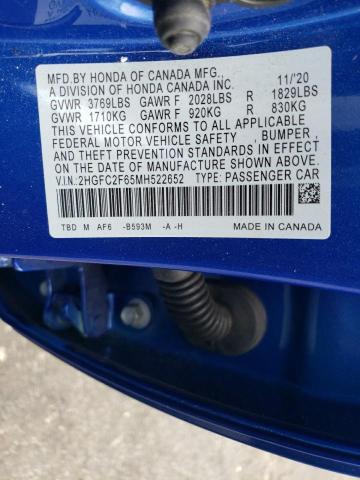 MFD.BY HONDA OF CANADA MFG., 11/'20
A DIVISION OF HONDA CANADA INC.
GVWR 3769LBS GAWR F 2028LBS R 1829LBS
GVWR 1710KG GAWR F 920KG R 830KG
THIS VEHICLE CONFORMS TO ALL APPLICABLE
FEDERAL MOTOR VEHICLE SAFETY , BUMPER ,
AND THEFT PREVENTION STANDARDS IN EFFECT
ON THE DATE OF MANUFACTURE SHOWN ABOVE.
V.I.N. 2HGFC2F65MH522652 TYPE: PASSENGER CAR
TBD M AF6 -B593M -A -H MADE IN CANADA